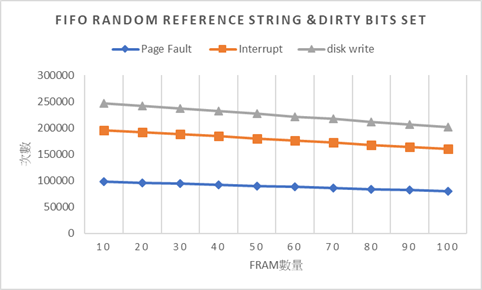 FIFO RANDOM REFERENCE STRING &DIRTY BITS SET
Page Fault Interrupt disk write
300000
250000
200000
150000
100000
50000
0
次數
10 20 30 40 50 60 70 80 90 100
FRAM數量